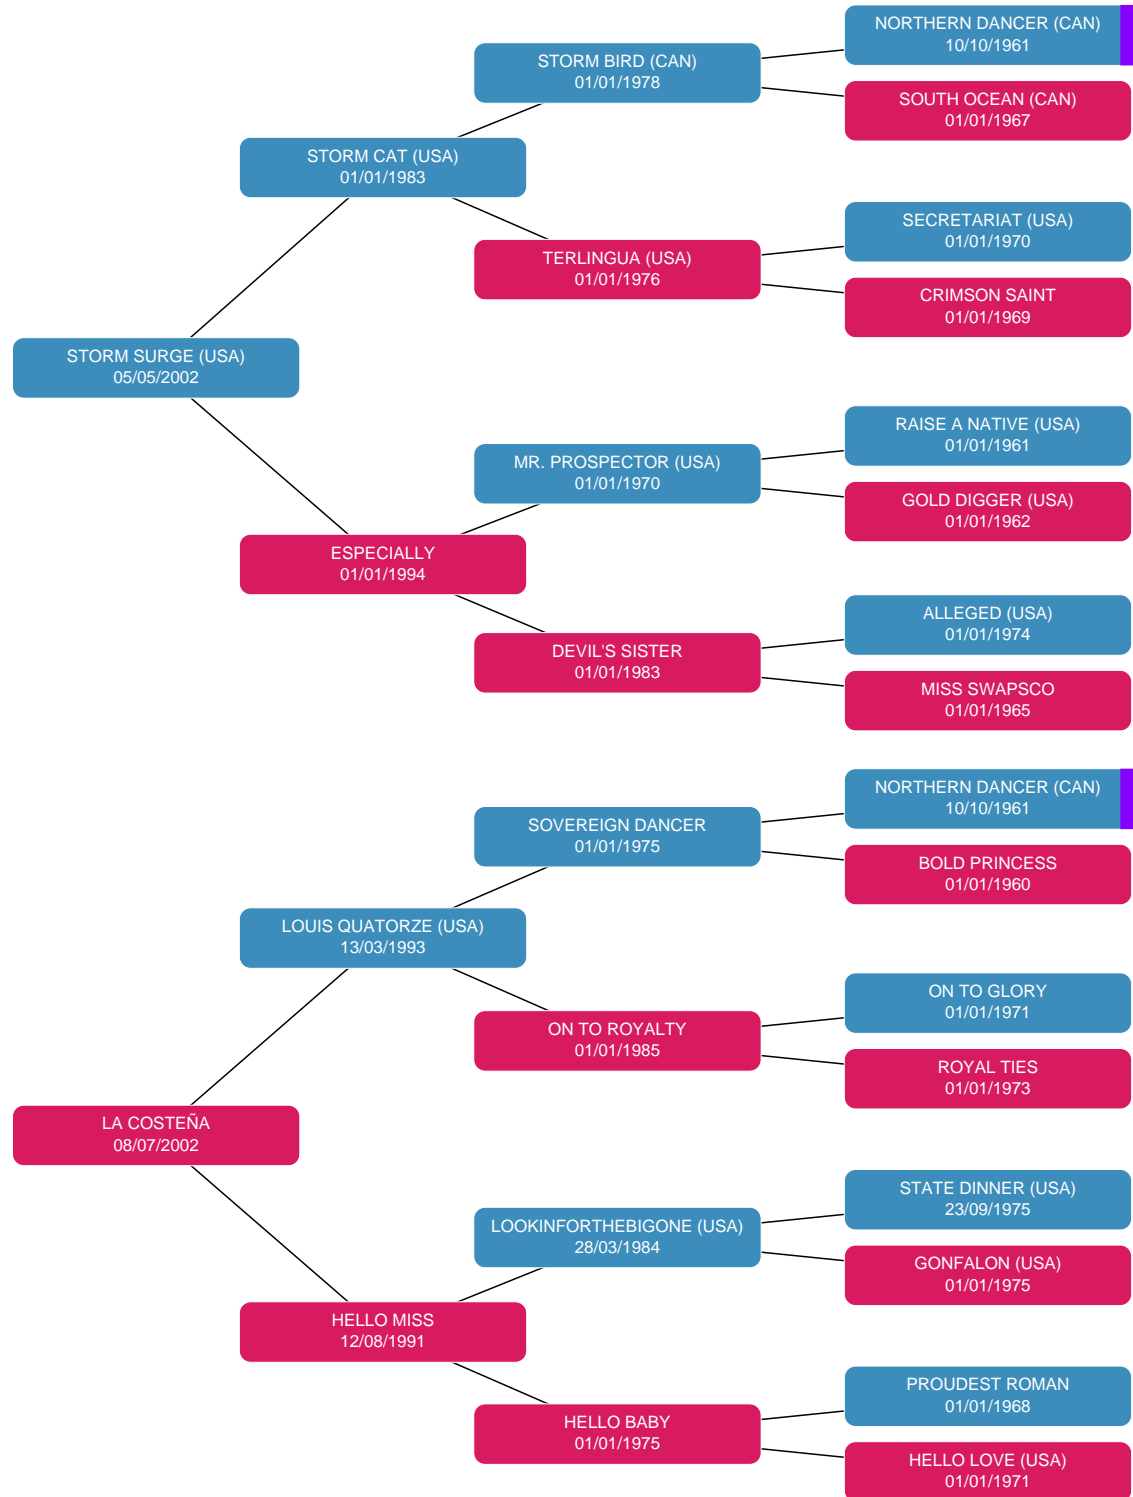 NORTHERN DANCER (CAN)
10/10/1961
STORM BIRD (CAN)
01/01/1978
SOUTH OCEAN (CAN)
01/01/1967
STORM CAT (USA)
01/01/1983
SECRETARIAT (USA)
01/01/1970
TERLINGUA (USA)
01/01/1976
CRIMSON SAINT
01/01/1969
STORM SURGE (USA)
05/05/2002
RAISE A NATIVE (USA)
01/01/1961
MR. PROSPECTOR (USA)
01/01/1970
GOLD DIGGER (USA)
01/01/1962
ESPECIALLY
01/01/1994
ALLEGED (USA)
01/01/1974
DEVIL'S SISTER
01/01/1983
MISS SWAPSCO
01/01/1965
NORTHERN DANCER (CAN)
10/10/1961
SOVEREIGN DANCER
01/01/1975
BOLD PRINCESS
01/01/1960
LOUIS QUATORZE (USA)
13/03/1993
ON TO GLORY
01/01/1971
ON TO ROYALTY
01/01/1985
ROYAL TIES
01/01/1973
LA COSTEÑA
08/07/2002
STATE DINNER (USA)
23/09/1975
LOOKINFORTHEBIGONE (USA)
28/03/1984
GONFALON (USA)
01/01/1975
HELLO MISS
12/08/1991
PROUDEST ROMAN
01/01/1968
HELLO BABY
01/01/1975
HELLO LOVE (USA)
01/01/1971